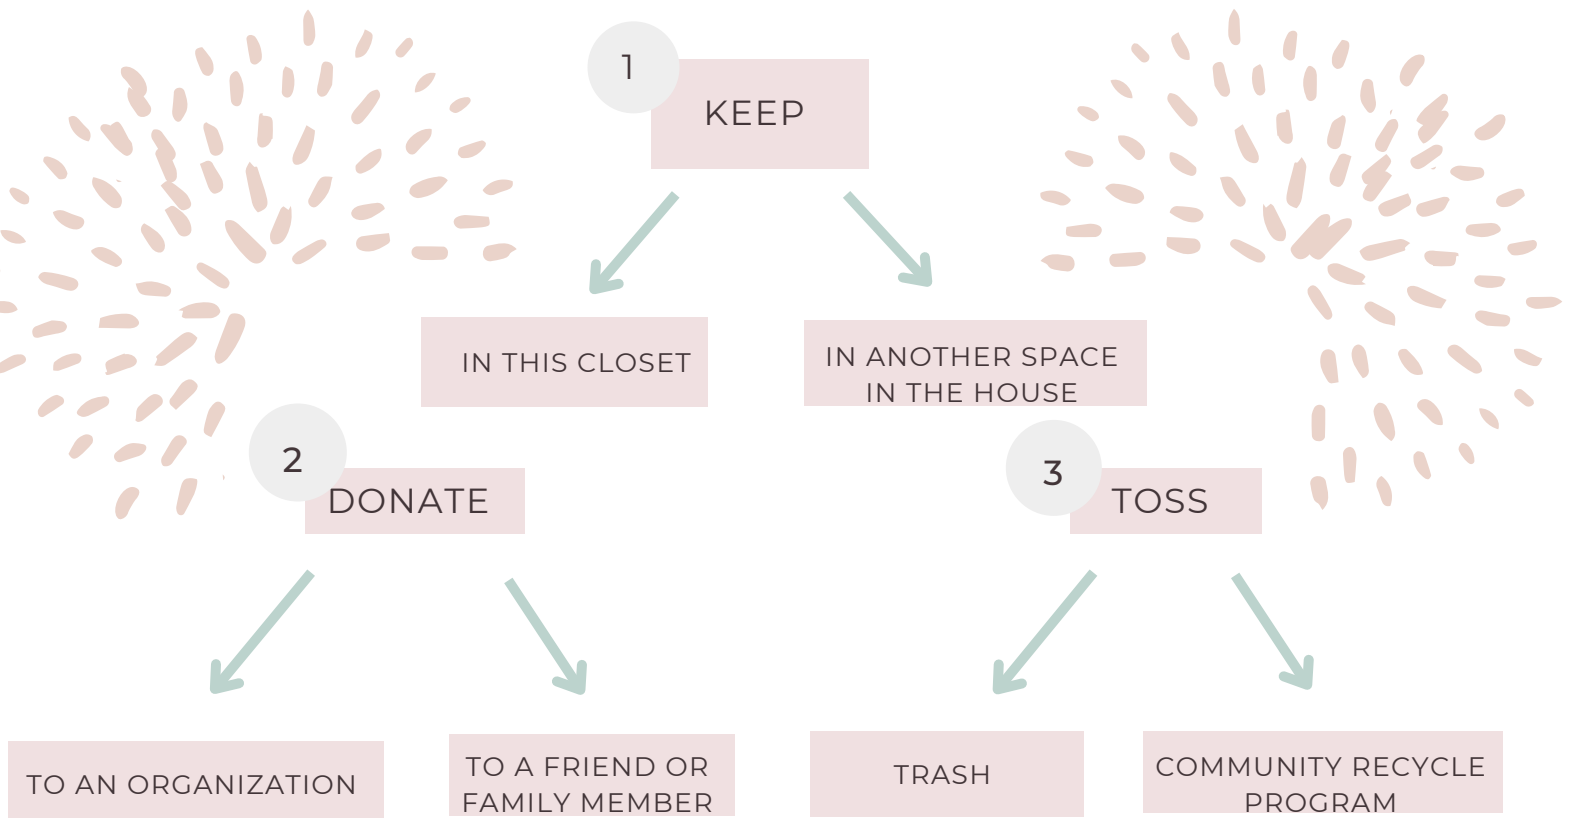 1
KEEP
IN THIS CLOSET
IN ANOTHER SPACE
IN THE HOUSE
2
DONATE
3
TOSS
TO AN ORGANIZATION
TO A FRIEND OR
FAMILY MEMBER
TRASH
COMMUNITY RECYCLE
PROGRAM